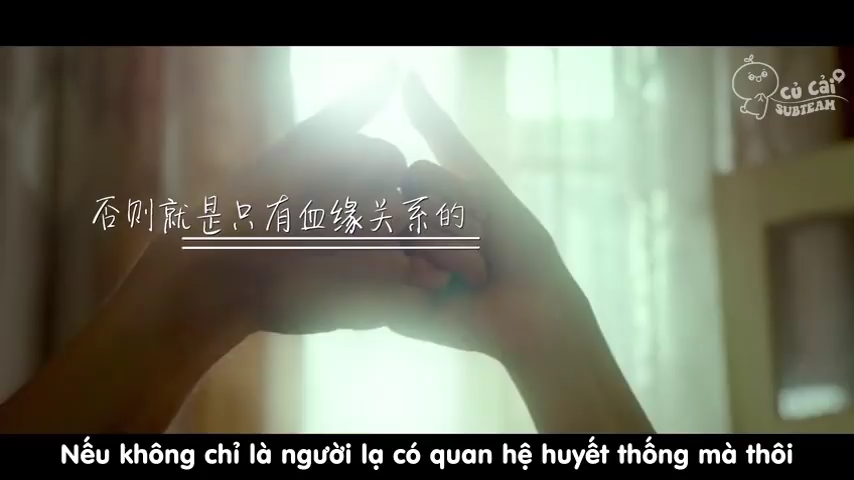 củ cải
SUBTEAM
否则就是只有血缘关系的
Nếu không chỉ là người lạ có quan hệ huyết thống mà thôi